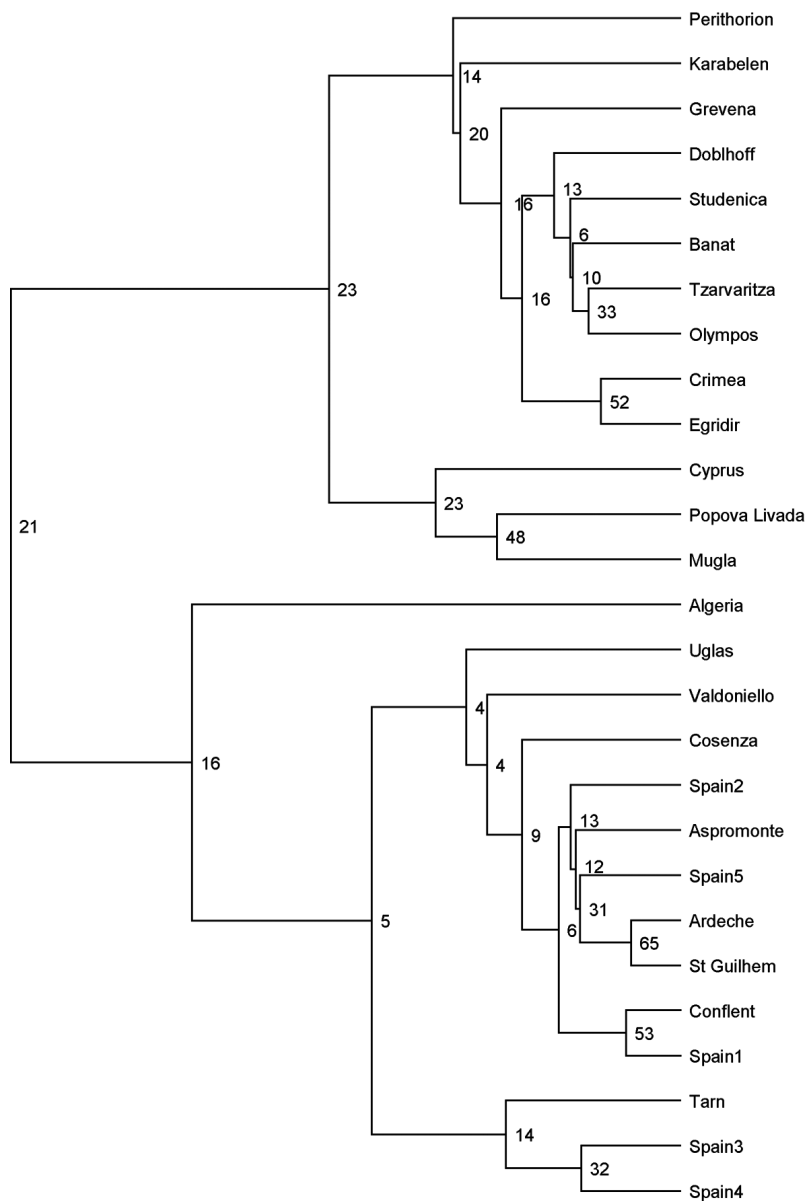 Perithorion
Karabelen
14
Grevena
20
Doblhoff
13
Studenica
16
6
Banat
10
Tzarvaritza
23
16
33
Olympos
Crimea
52
Egridir
Cyprus
23
Popova Livada
21
48
Mugla
Algeria
Uglas
4
Valdoniello
Cosenza
16
4
Spain2
13
Aspromonte
9
12
Spain5
31
Ardeche
5
6
65
St Guilhem
Conflent
53
Spain1
Tarn
14
Spain3
32
Spain4